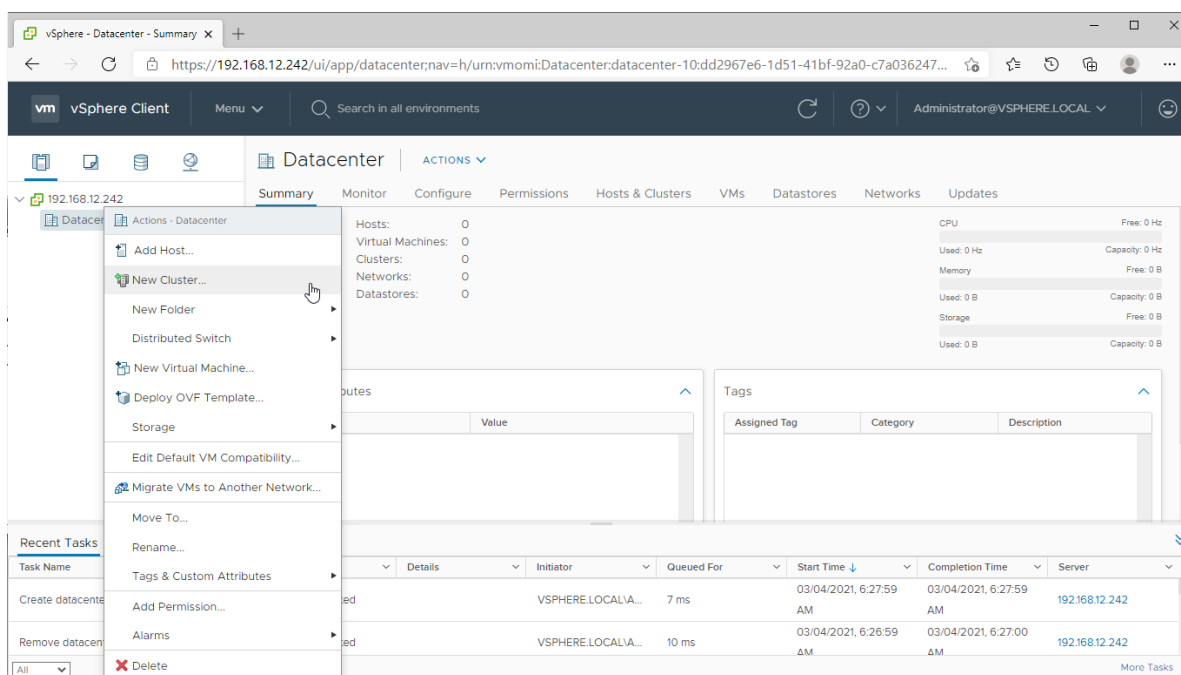 vSphere - Datacenter - Summary
https://192.168.12.242/ui/app/datacenter;nav=h/urn:vmomi:Datacenter:datacenter-10:dd2967e6-1d51-41bf-92a0-c7a036247...
vm vSphere Client Menu Search in all environments Administrator@VSPHERE.LOCAL
Datacenter ACTIONS
192.168.12.242
Datacen
Summary Monitor Configure Permissions Hosts & Clusters VMs Datastores Networks Updates
Actions - Datacenter
Add Host...
New Cluster...
New Folder
Distributed Switch
New Virtual Machine...
Deploy OVF Template...
Storage
Edit Default VM Compatibility...
Migrate VMs to Another Network...
Move To...
Rename...
Tags & Custom Attributes
Add Permission...
Alarms
Delete
Hosts: 0
Virtual Machines: 0
Clusters: 0
Networks: 0
Datastores: 0
CPU Free: 0 Hz
Used: 0 Hz Capacity: 0 Hz
Memory Free: 0 B
Used: 0 B Capacity: 0 B
Storage Free: 0 B
Used: 0 B Capacity: 0 B
butes
Value
Tags
Assigned Tag Category Description
Recent Tasks
Task Name Details Initiator Queued For Start Time Completion Time Server
Create datacente ted VSPHERE.LOCAL\A... 7 ms 03/04/2021, 6:27:59 AM 03/04/2021, 6:27:59 AM 192.168.12.242
Remove datacen ted VSPHERE.LOCAL\A... 10 ms 03/04/2021, 6:26:59 AM 03/04/2021, 6:27:00 AM 192.168.12.242
All More Tasks